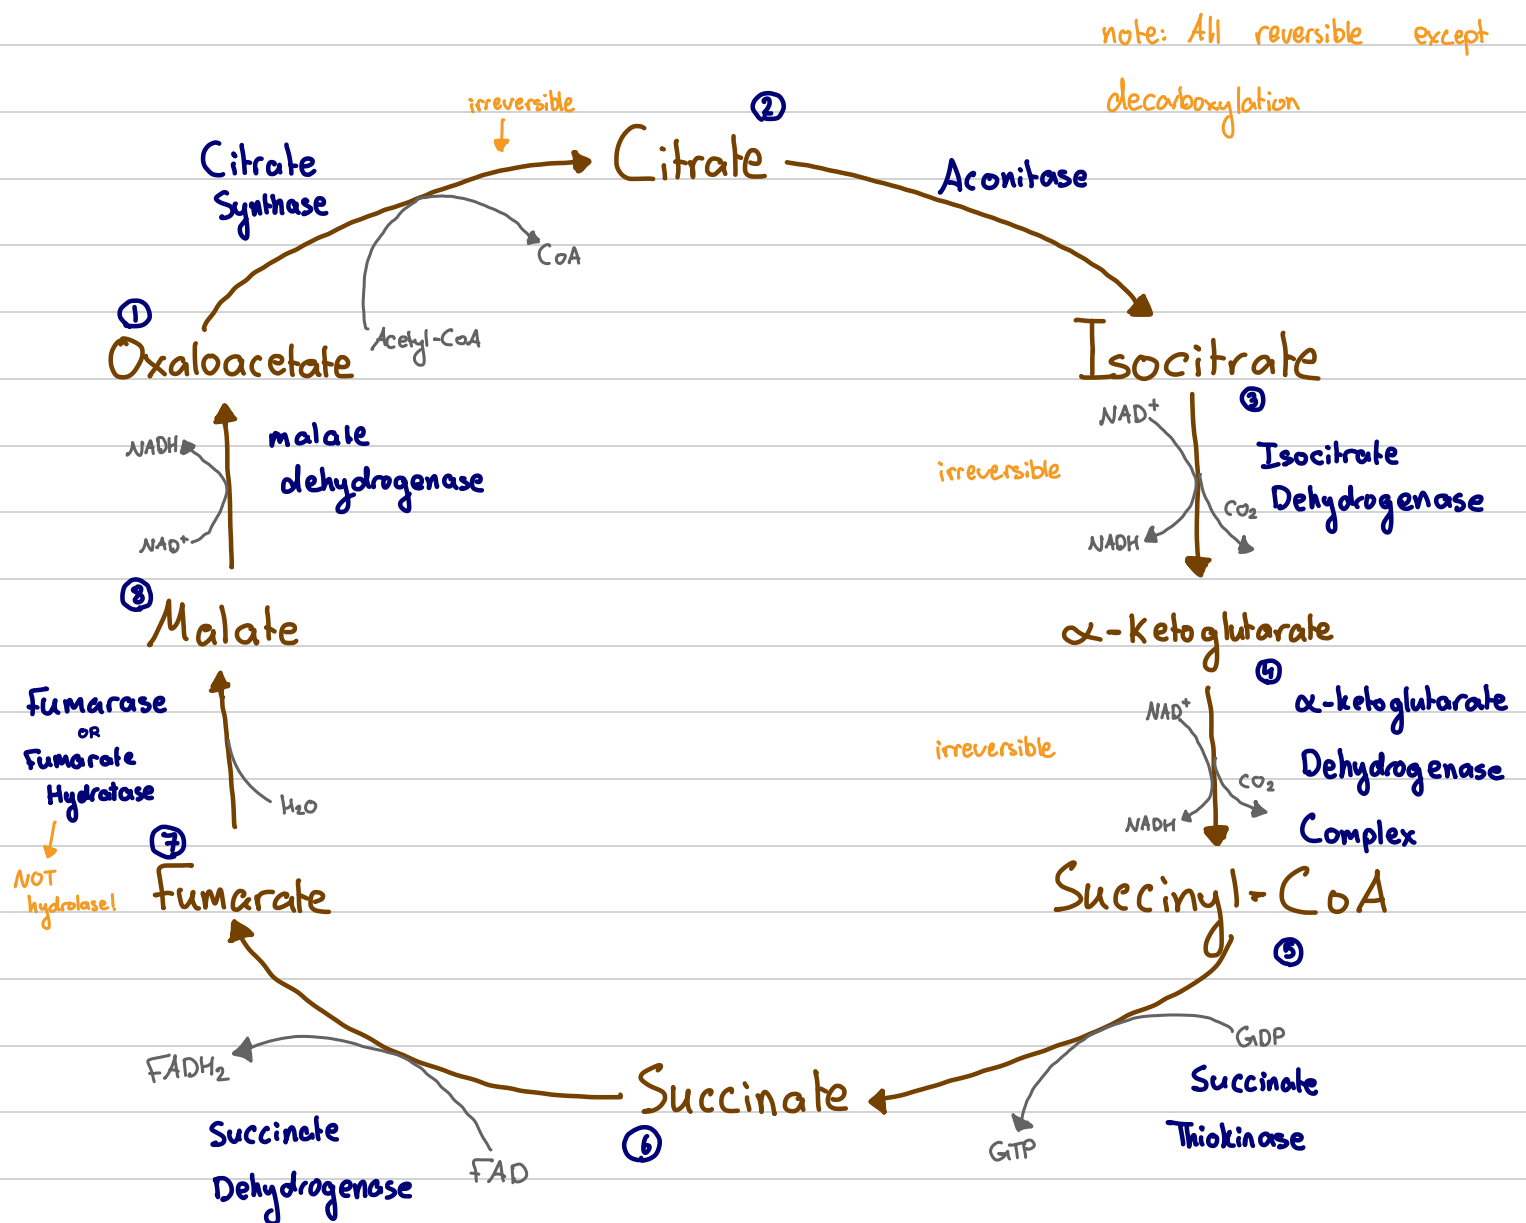 note: All reversible except
decarboxylation
irreversible
②
Citrate
Citrate
Synthase
Aconitase
CoA
①
Acetyl-CoA
Oxaloacetate
Isocitrate
③
NAD⁺
NADH
malate
dehydrogenase
NAD⁺
irreversible
Isocitrate
Dehydrogenase
CO₂
NADH
⑧
Malate
α-Ketoglutarate
④
Fumarase
OR
Fumarate
Hydratase
NOT
hydrolase!
H₂O
NAD⁺
irreversible
α-ketoglutarate
Dehydrogenase
Complex
CO₂
NADH
⑦
Fumarate
Succinyl-CoA
⑤
GDP
FADH₂
Succinate
⑥
Succinate
Thiokinase
GTP
Succinate
Dehydrogenase
FAD